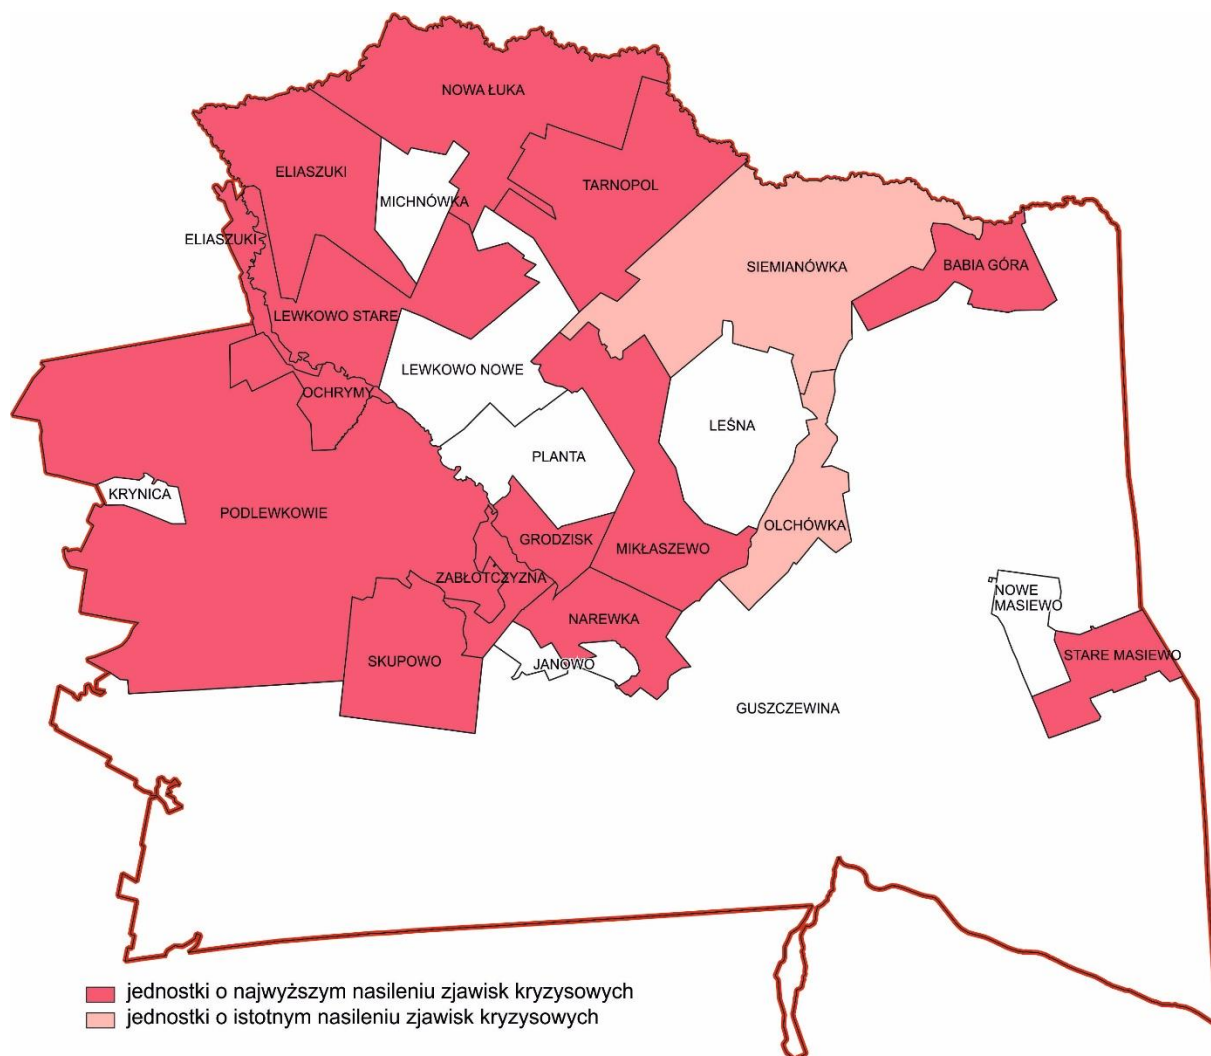 NOWA ŁUKA
ELIASZUKI
TARNOPOL
MICHNÓWKA
ELIASZUKI
SIEMIANÓWKA
BABIA GÓRA
LEWKOWO STARE
LEWKOWO NOWE
OCHRYMY
LEŚNA
PLANTA
KRYNICA
PODLEWKOWIE
OLCHÓWKA
GRODZISK
MIKŁASZEWO
ZABŁOTCZYZNA
NOWE
MASIEWO
NAREWKA
STARE MASIEWO
SKUPOWO
JANOWO
GUSZCZEWINA
jednostki o najwyższym nasileniu zjawisk kryzysowych
jednostki o istotnym nasileniu zjawisk kryzysowych